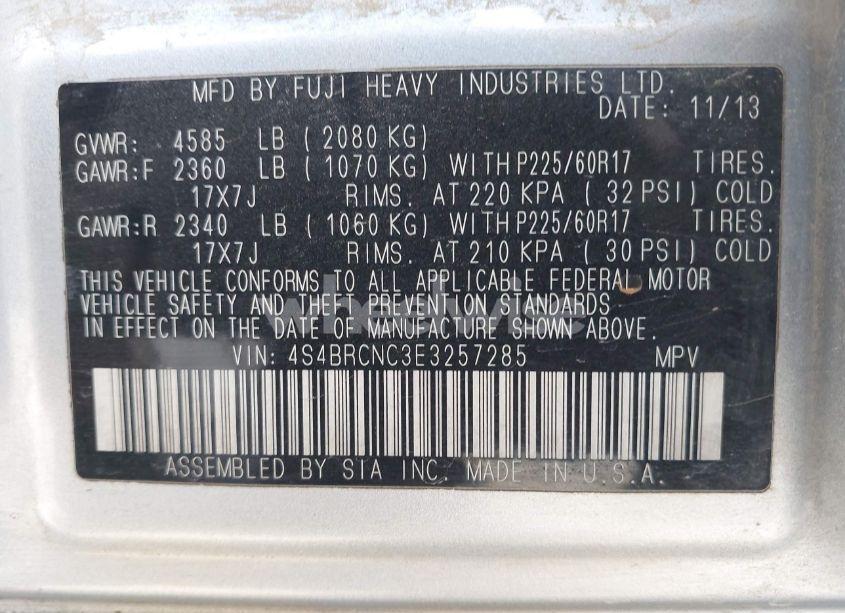 MFD BY FUJI HEAVY INDUSTRIES LTD.
DATE: 11/13
GVWR: 4585 LB ( 2080 KG)
GAWR:F 2360 LB ( 1070 KG) WITH P225/60R17 TIRES.
17X7J RIMS. AT 220 KPA ( 32 PSI) COLD
GAWR:R 2340 LB ( 1060 KG) WITH P225/60R17 TIRES.
17X7J RIMS. AT 210 KPA ( 30 PSI) COLD
THIS VEHICLE CONFORMS TO ALL APPLICABLE FEDERAL MOTOR
VEHICLE SAFETY AND THEFT PREVENTION STANDARDS
IN EFFECT ON THE DATE OF MANUFACTURE SHOWN ABOVE.
VIN: 4S4BRCNC3E3257285 MPV
ASSEMBLED BY SIA INC. MADE IN U.S.A.